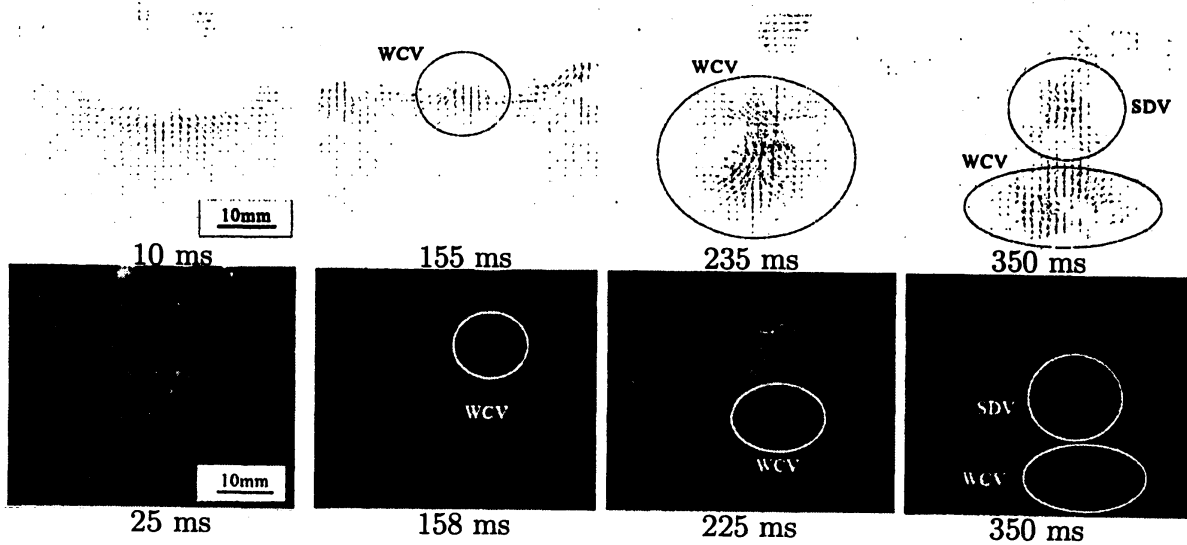 WCV
WCV
SDV
WCV
10mm
10 ms
155 ms
235 ms
350 ms
WCV
SDV
WCV
WCV
10mm
25 ms
158 ms
225 ms
350 ms